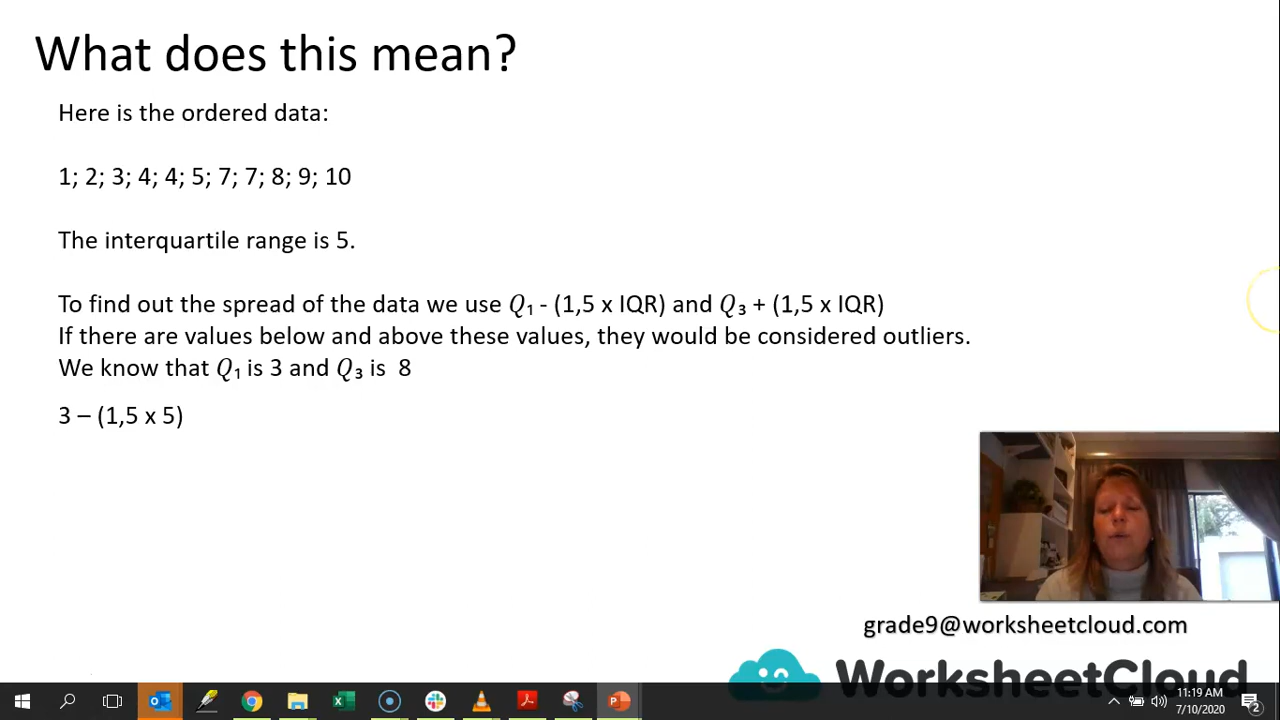 What does this mean?
Here is the ordered data:
1; 2; 3; 4; 4; 5; 7; 7; 8; 9; 10
The interquartile range is 5.
To find out the spread of the data we use Q₁ - (1,5 x IQR) and Q₃ + (1,5 x IQR)
If there are values below and above these values, they would be considered outliers.
We know that Q₁ is 3 and Q₃ is 8
3 – (1,5 x 5)
grade9@worksheetcloud.com
WorksheetCloud
11:19 AM
7/10/2020
2